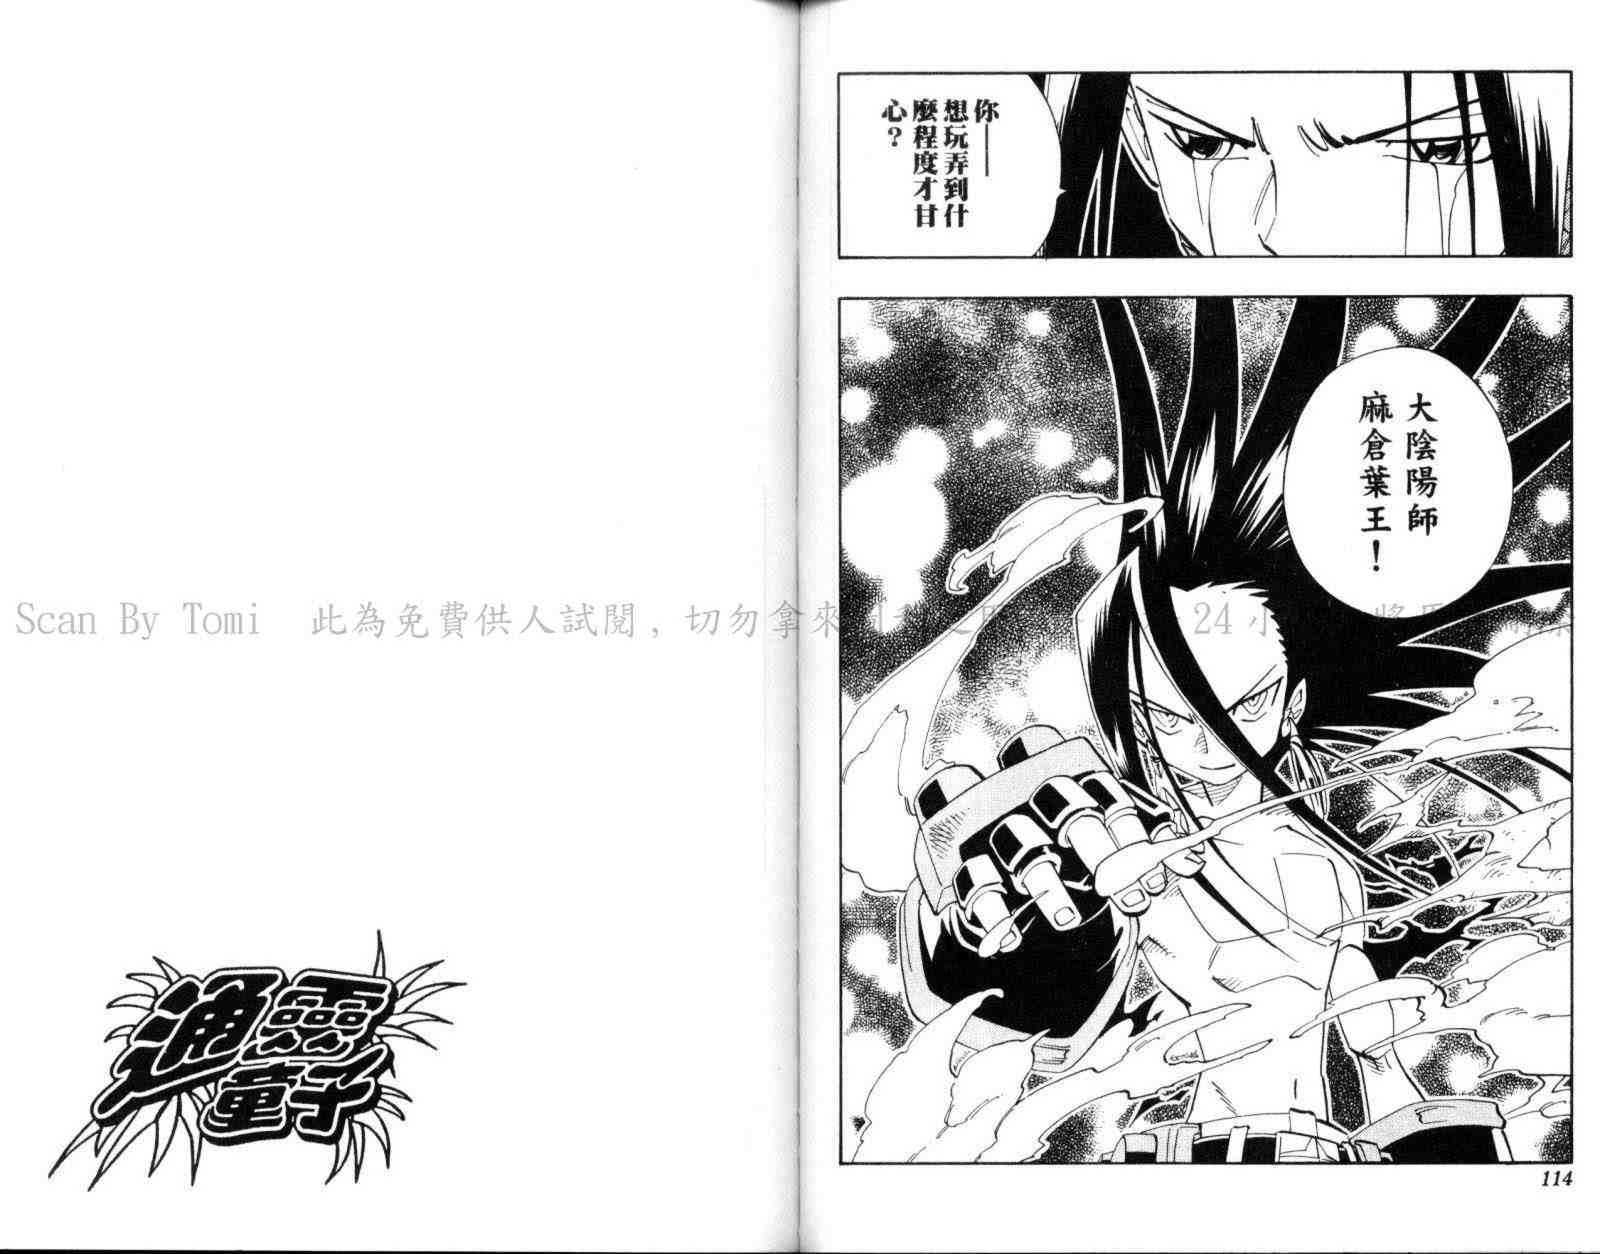 你——
想玩弄到什
麼程度才甘
心？
大陰陽師
麻倉葉王！
Scan By Tomi 此為免費供人試閱，切勿拿來 24小
114
通靈
童子